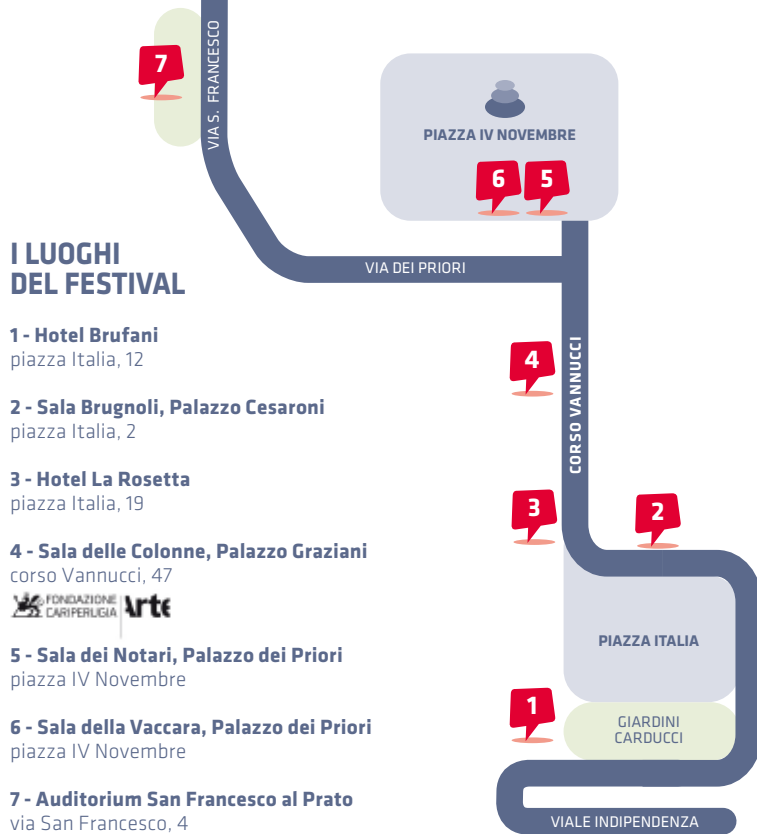 7
VIA S. FRANCESCO
PIAZZA IV NOVEMBRE
6
5
VIA DEI PRIORI
I LUOGHI
DEL FESTIVAL
1 - Hotel Brufani
piazza Italia, 12
2 - Sala Brugnoli, Palazzo Cesaroni
piazza Italia, 2
3 - Hotel La Rosetta
piazza Italia, 19
4 - Sala delle Colonne, Palazzo Graziani
corso Vannucci, 47
FONDAZIONE
CARIPERUGIA
Arte
5 - Sala dei Notari, Palazzo dei Priori
piazza IV Novembre
6 - Sala della Vaccara, Palazzo dei Priori
piazza IV Novembre
7 - Auditorium San Francesco al Prato
via San Francesco, 4
4
CORSO VANNUCCI
3
2
PIAZZA ITALIA
1
GIARDINI
CARDUCCI
VIALE INDIPENDENZA